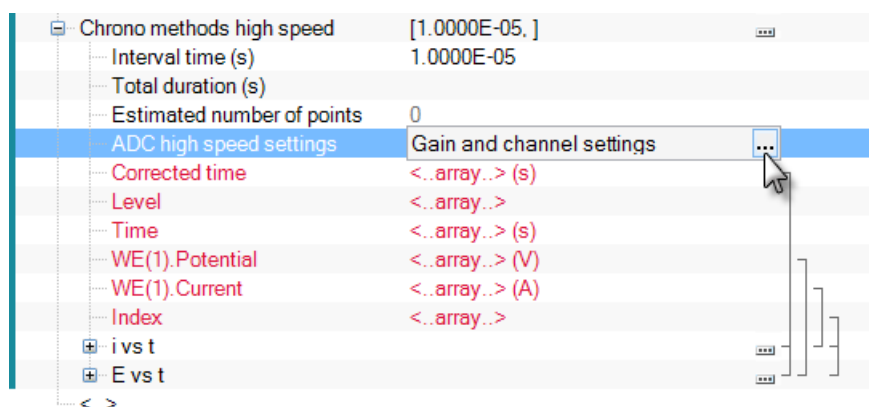 Chrono methods high speed [1.0000E-05, ] ...
Interval time (s) 1.0000E-05
Total duration (s)
Estimated number of points 0
ADC high speed settings Gain and channel settings ...
Corrected time <..array..> (s)
Level <..array..>
Time <..array..> (s)
WE(1).Potential <..array..> (V)
WE(1).Current <..array..> (A)
Index <..array..>
i vs t ...
E vs t ...